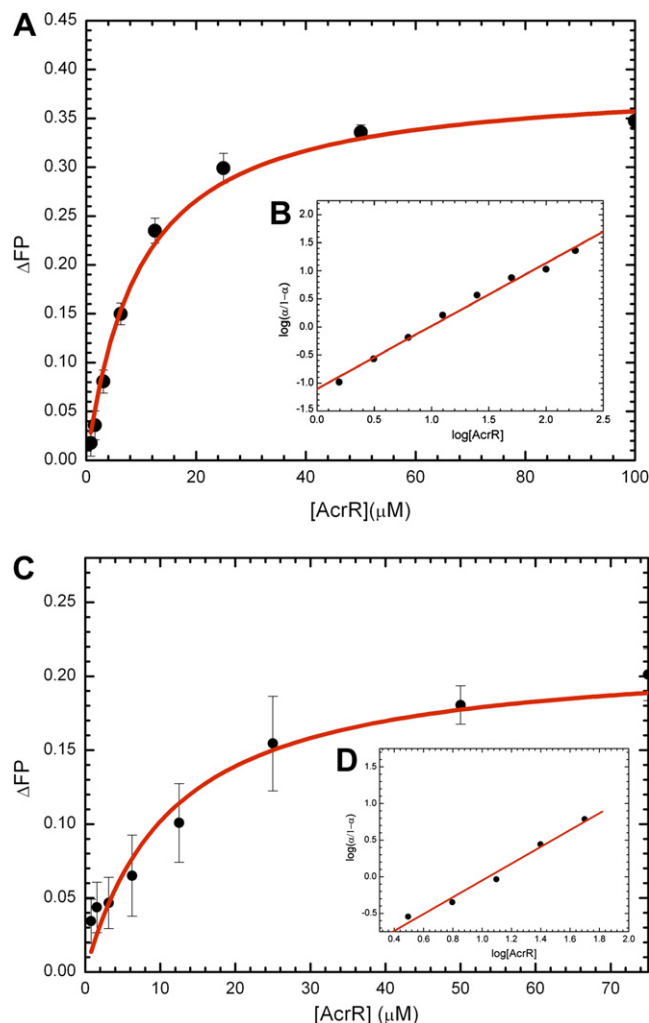 A
0.45
0.40
0.35
0.30
0.25
0.20
0.15
0.10
0.05
0.00
ΔFP
0 20 40 60 80 100
[AcrR](μM)
B
2.0
1.5
1.0
0.5
0.0
-0.5
-1.0
-1.5
log(α/1−α)
0.0 0.5 1.0 1.5 2.0 2.5
log[AcrR]
C
0.25
0.20
0.15
0.10
0.05
0.00
ΔFP
0 10 20 30 40 50 60 70
[AcrR] (μM)
D
1.5
1.0
0.5
0.0
-0.5
log(α/1−α)
0.4 0.6 0.8 1.0 1.2 1.4 1.6 1.8 2.0
log[AcrR]